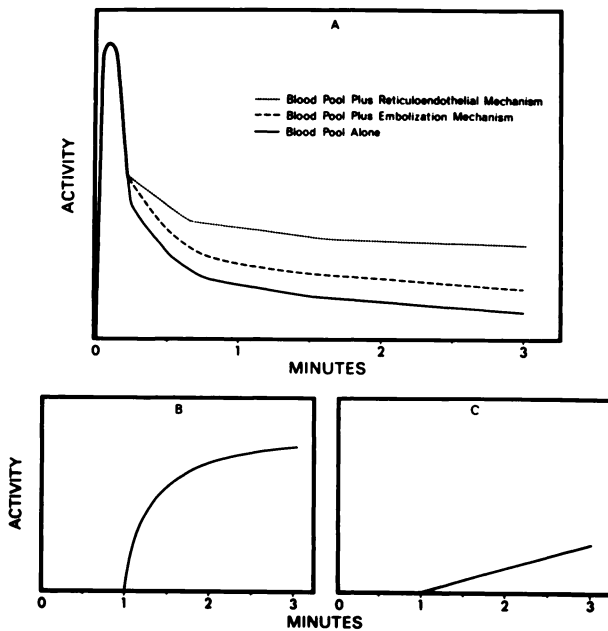 A
Blood Pool Plus Reticuloendothelial Mechanism
Blood Pool Plus Embolization Mechanism
Blood Pool Alone
ACTIVITY
0 1 2 3
MINUTES
B
C
ACTIVITY
0 1 2 3
0 1 2 3
MINUTES